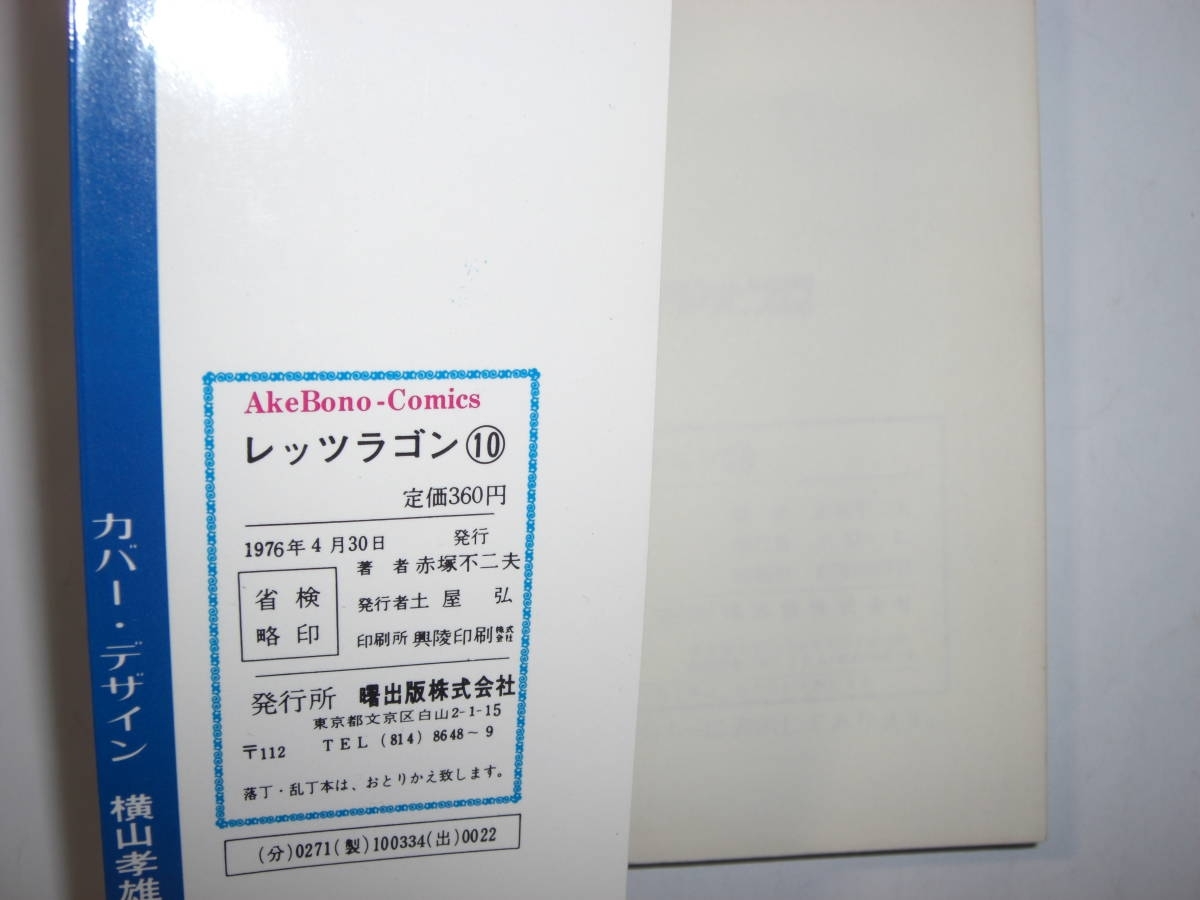 AkeBono-Comics
レッツラゴン⑩
定価360円
1976年4月30日 発行
検印
省略
著者 赤塚不二夫
発行者 土屋 弘
印刷所 興陵印刷株式会社
発行所 曙出版株式会社
東京都文京区白山2-1-15
〒112 TEL (814) 8648~9
落丁・乱丁本は、おとりかえ致します。
(分)0271(製)100334(出)0022
カバー・デザイン 横山孝雄